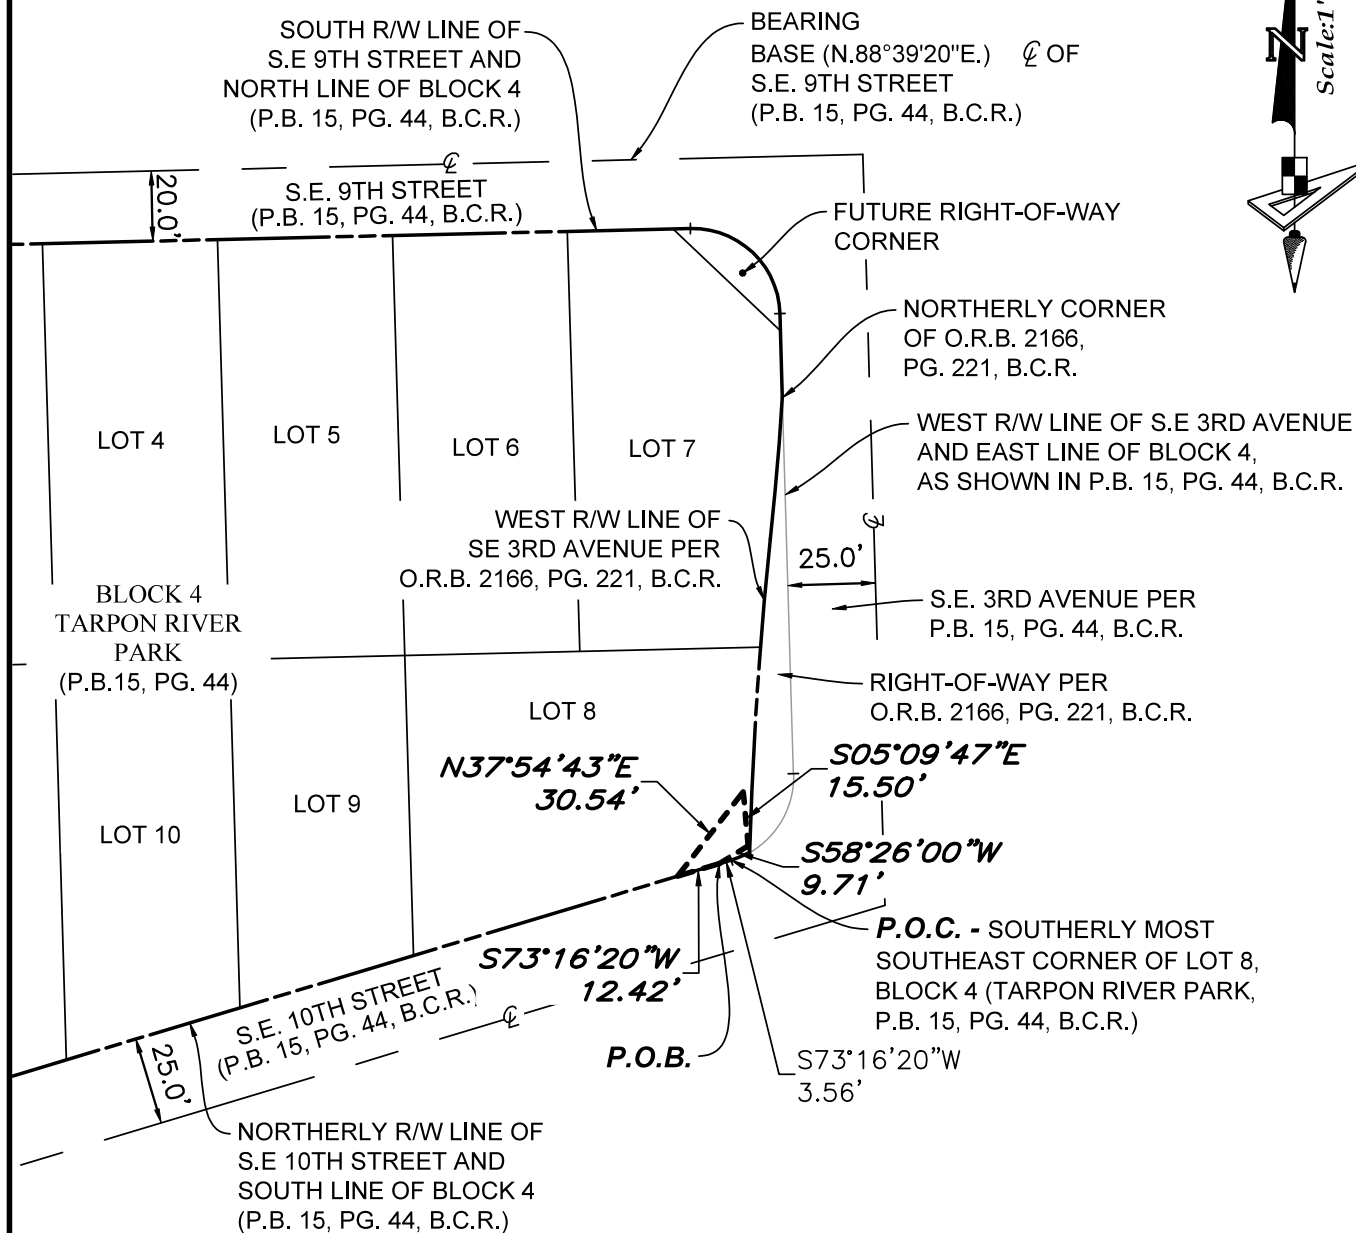 SOUTH R/W LINE OF
S.E 9TH STREET AND
NORTH LINE OF BLOCK 4
(P.B. 15, PG. 44, B.C.R.)
BEARING
BASE (N.88°39'20"E.) ℄ OF
S.E. 9TH STREET
(P.B. 15, PG. 44, B.C.R.)
N
Scale:1"
℄
20.0'
S.E. 9TH STREET
(P.B. 15, PG. 44, B.C.R.)
FUTURE RIGHT-OF-WAY
CORNER
NORTHERLY CORNER
OF O.R.B. 2166,
PG. 221, B.C.R.
LOT 4
LOT 5
LOT 6
LOT 7
WEST R/W LINE OF S.E 3RD AVENUE
AND EAST LINE OF BLOCK 4,
AS SHOWN IN P.B. 15, PG. 44, B.C.R.
℄
WEST R/W LINE OF
SE 3RD AVENUE PER
O.R.B. 2166, PG. 221, B.C.R.
25.0'
S.E. 3RD AVENUE PER
P.B. 15, PG. 44, B.C.R.
BLOCK 4
TARPON RIVER
PARK
(P.B.15, PG. 44)
RIGHT-OF-WAY PER
O.R.B. 2166, PG. 221, B.C.R.
LOT 8
N37°54'43"E
30.54'
S05°09'47"E
15.50'
LOT 9
LOT 10
S58°26'00"W
9.71'
P.O.C. - SOUTHERLY MOST
SOUTHEAST CORNER OF LOT 8,
BLOCK 4 (TARPON RIVER PARK,
P.B. 15, PG. 44, B.C.R.)
S73°16'20"W
12.42'
S.E. 10TH STREET
(P.B. 15, PG. 44, B.C.R.)
℄
25.0'
P.O.B.
S73°16'20"W
3.56'
NORTHERLY R/W LINE OF
S.E 10TH STREET AND
SOUTH LINE OF BLOCK 4
(P.B. 15, PG. 44, B.C.R.)